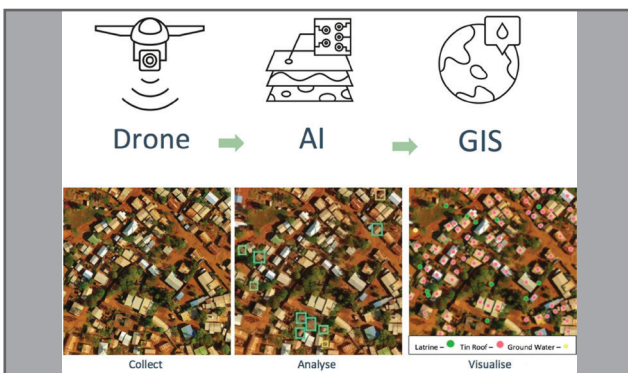 Drone AI GIS
Latrine – Tin Roof – Ground Water –
Collect Analyse Visualise